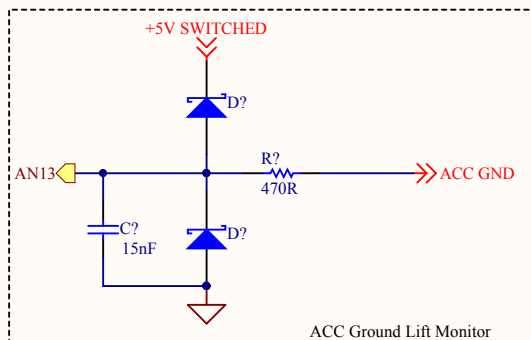 +5V SWITCHED
D?
AN13
R?
470R
ACC GND
C?
15nF
D?
ACC Ground Lift Monitor